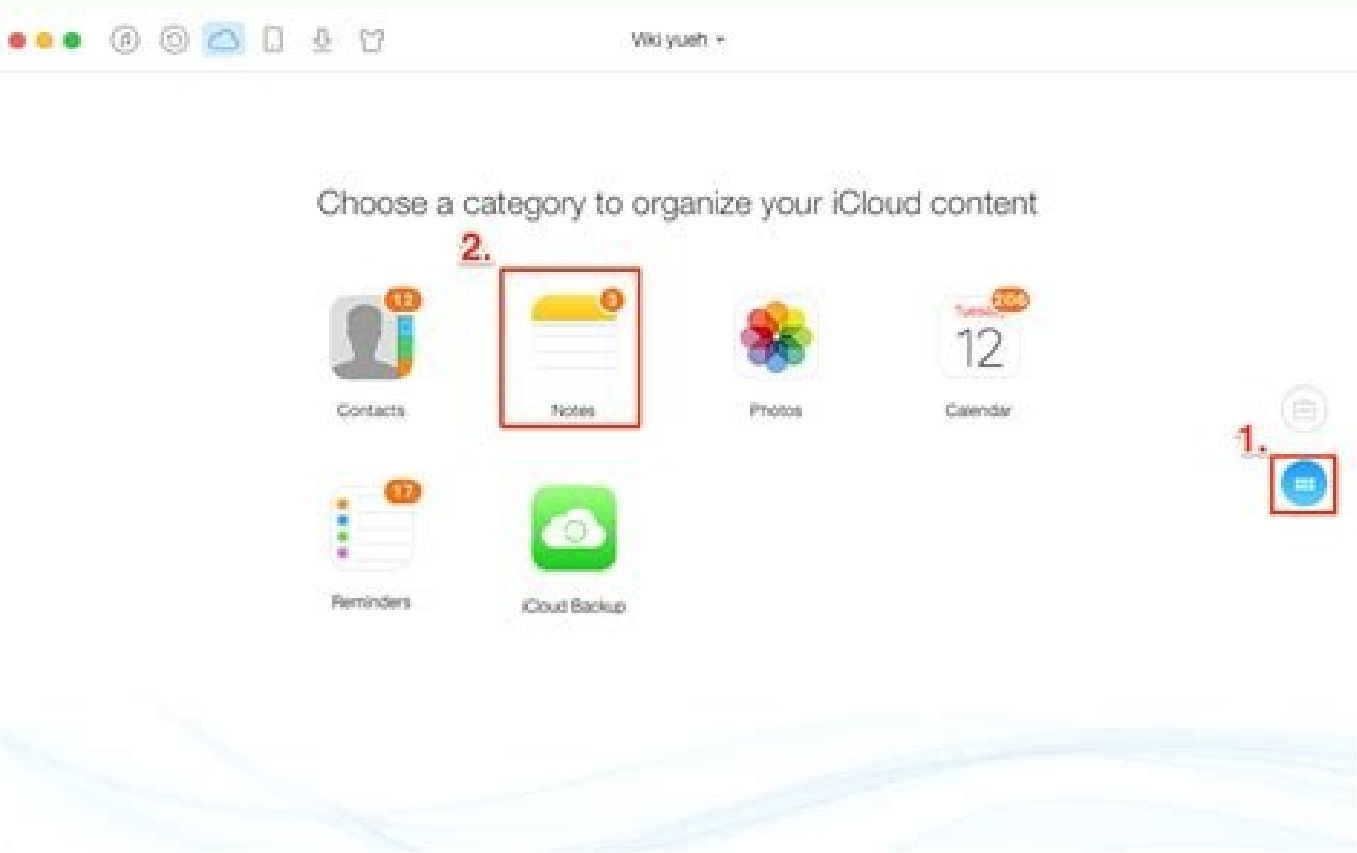 Viki yueh
Choose a category to organize your iCloud content
2.
12
3
Tuesday
12
Contacts
Notes
Photos
Calendar
1.
17
Reminders
iCloud Backup